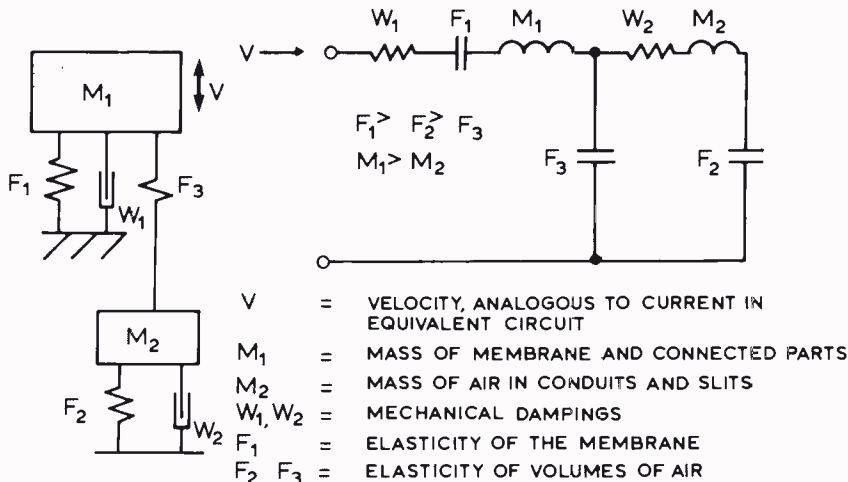 W₁ F₁ M₁ W₂ M₂
V
M₁ V
F₁> F₂> F₃
M₁> M₂
F₃ F₂
F₁ W₁ F₃
M₂
F₂ W₂
V = VELOCITY, ANALOGOUS TO CURRENT IN
EQUIVALENT CIRCUIT
M₁ = MASS OF MEMBRANE AND CONNECTED PARTS
M₂ = MASS OF AIR IN CONDUITS AND SLITS
W₁, W₂ = MECHANICAL DAMPINGS
F₁ = ELASTICITY OF THE MEMBRANE
F₂ F₃ = ELASTICITY OF VOLUMES OF AIR